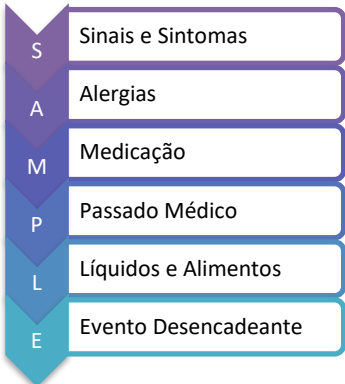 S Sinais e Sintomas
A Alergias
M Medicação
P Passado Médico
L Líquidos e Alimentos
E Evento Desencadeante